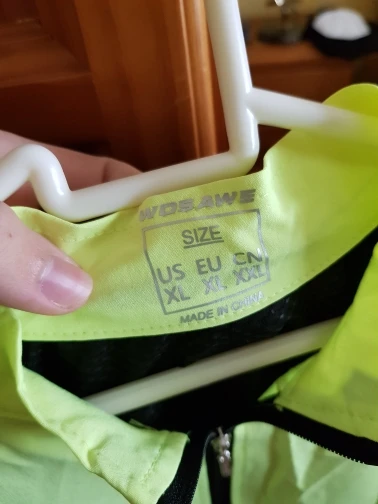 WOSAWE
SIZE
US EU CN
XL XL XXL
MADE IN CHINA